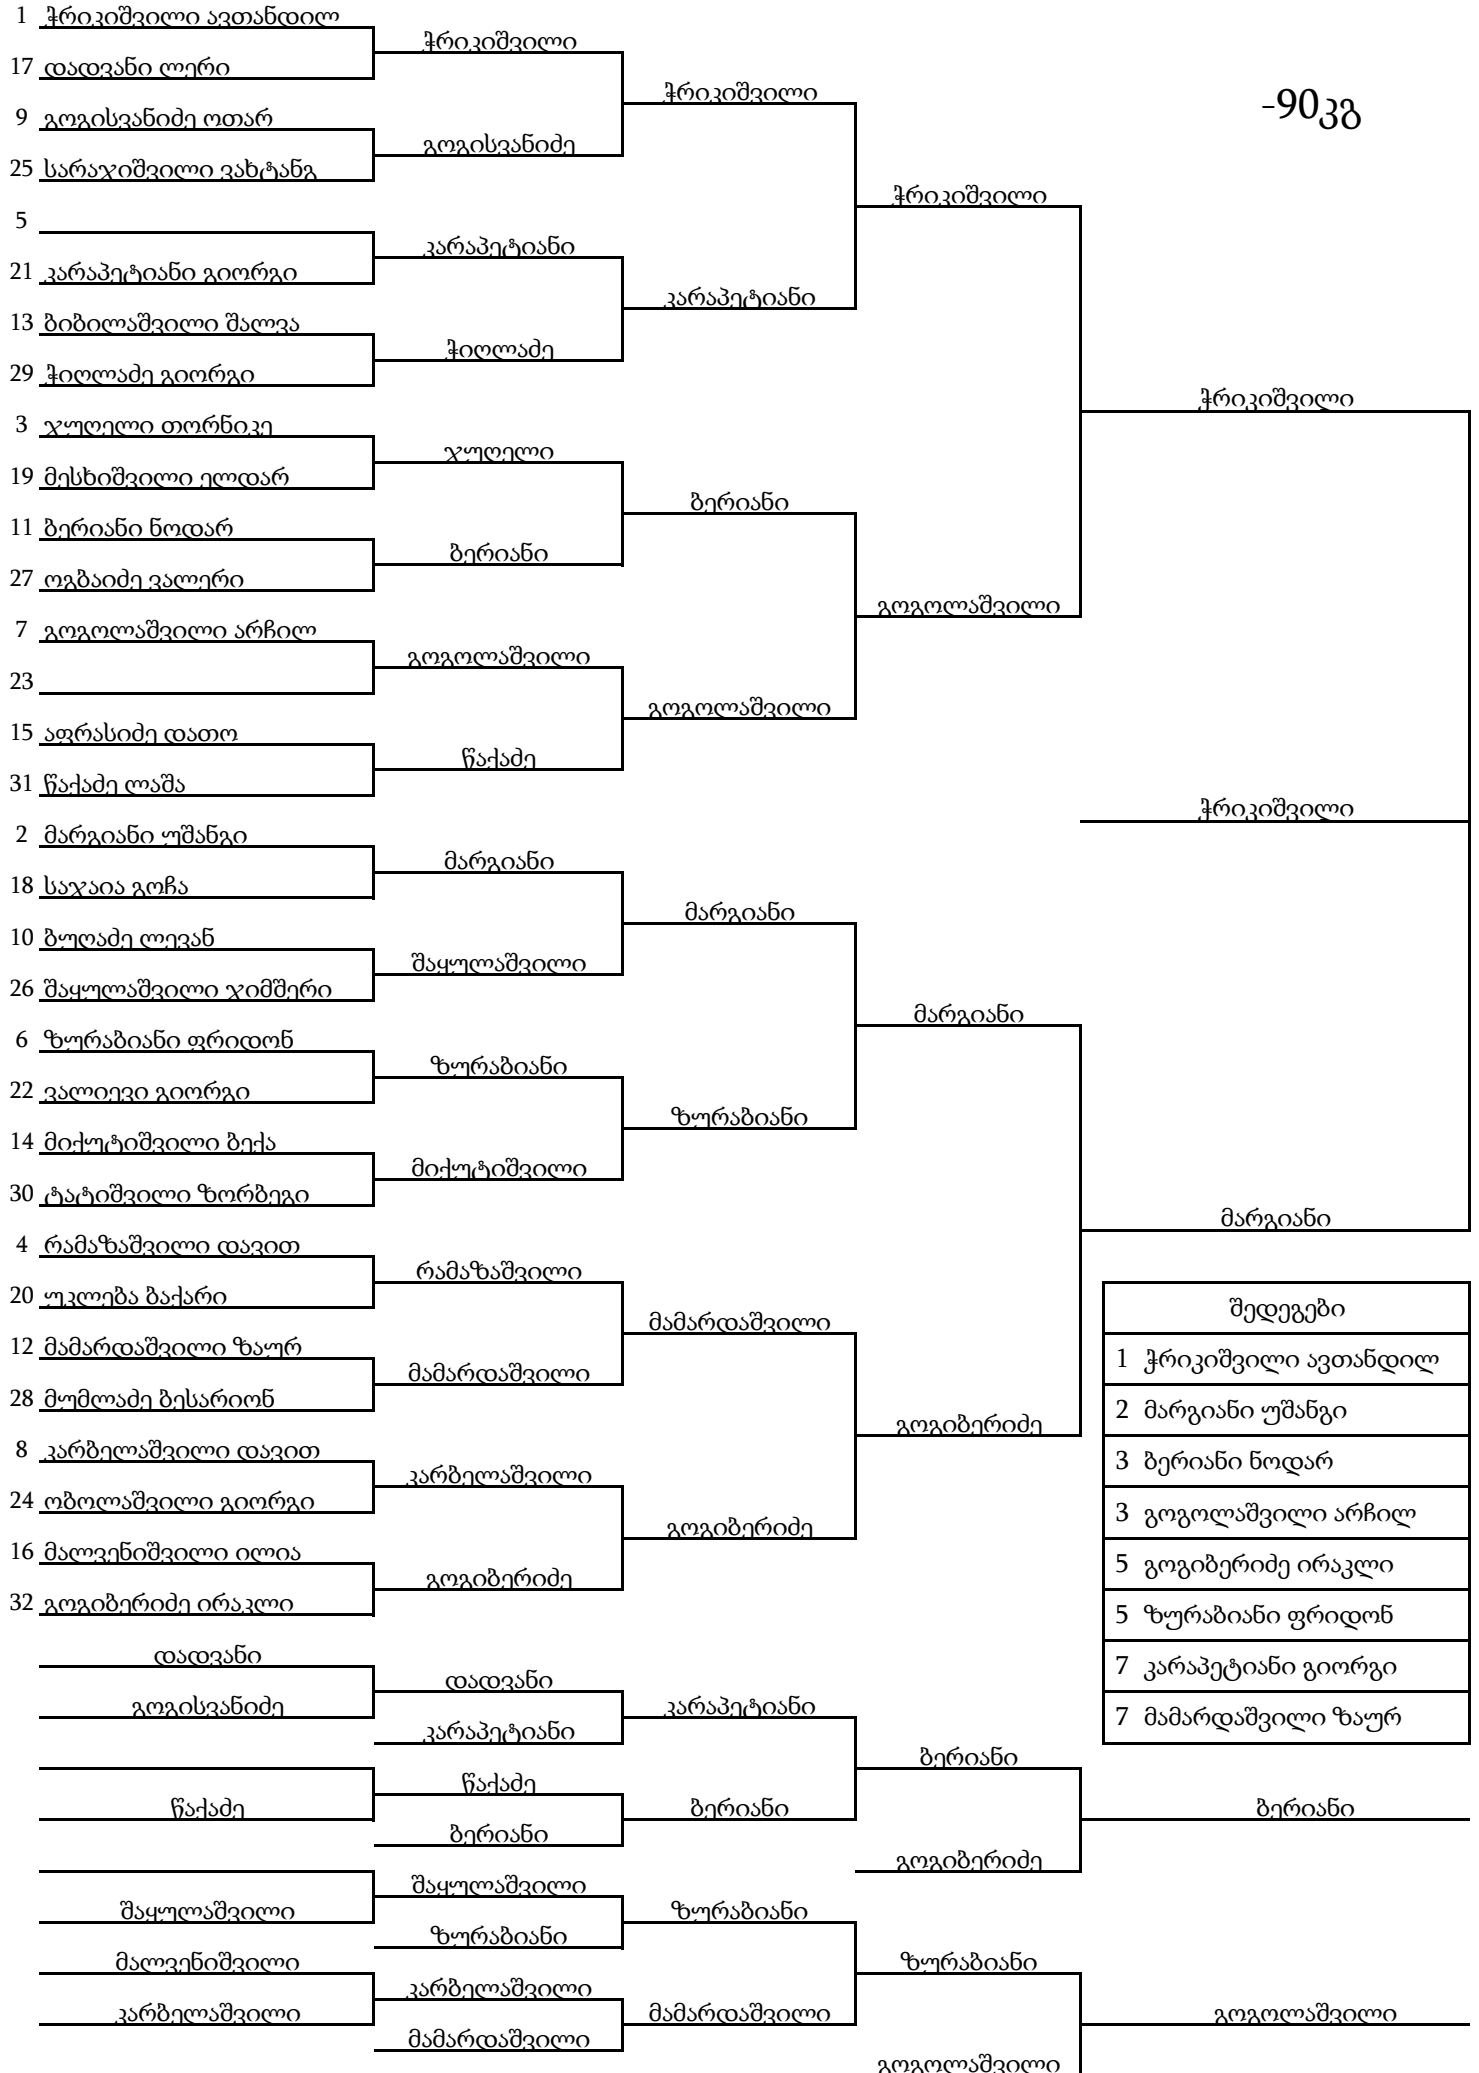 1 ჭრიკიშვილი ავთანდილ
ჭრიკიშვილი
17 დადვანი ლერი
ჭრიკიშვილი
-90კგ
9 გოგისვანიძე ოთარ
გოგისვანიძე
25 სარაჯიშვილი ვახტანგ
ჭრიკიშვილი
5
კარაპეტიანი
21 კარაპეტიანი გიორგი
კარაპეტიანი
13 ბიბილაშვილი შალვა
ჭიღლაძე
29 ჭიღლაძე გიორგი
ჭრიკიშვილი
3 ჯუღელი თორნიკე
ჯუღელი
19 მესხიშვილი ელდარ
ბერიანი
11 ბერიანი ნოდარ
ბერიანი
27 ოგბაიძე ვალერი
გოგოლაშვილი
7 გოგოლაშვილი არჩილ
გოგოლაშვილი
23
გოგოლაშვილი
15 აფრასიძე დათო
წაქაძე
31 წაქაძე ლაშა
ჭრიკიშვილი
2 მარგიანი უშანგი
მარგიანი
18 საჯაია გოჩა
მარგიანი
10 ბუღაძე ლევან
შაყულაშვილი
26 შაყულაშვილი ჯიმშერი
მარგიანი
6 ზურაბიანი ფრიდონ
ზურაბიანი
22 ვალიევი გიორგი
ზურაბიანი
14 მიქუტიშვილი ბექა
მიქუტიშვილი
30 ტატიშვილი ზორბეგი
მარგიანი
4 რამაზაშვილი დავით
რამაზაშვილი
20 უკლება ბაქარი
შედეგები
მამარდაშვილი
12 მამარდაშვილი ზაურ
1 ჭრიკიშვილი ავთანდილ
მამარდაშვილი
28 მუმლაძე ბესარიონ
2 მარგიანი უშანგი
გოგიბერიძე
8 კარბელაშვილი დავით
3 ბერიანი ნოდარ
კარბელაშვილი
24 ობოლაშვილი გიორგი
3 გოგოლაშვილი არჩილ
გოგიბერიძე
16 მალვენიშვილი ილია
5 გოგიბერიძე ირაკლი
გოგიბერიძე
32 გოგიბერიძე ირაკლი
5 ზურაბიანი ფრიდონ
დადვანი
7 კარაპეტიანი გიორგი
დადვანი
გოგისვანიძე
კარაპეტიანი
7 მამარდაშვილი ზაურ
კარაპეტიანი
ბერიანი
წაქაძე
წაქაძე
ბერიანი
ბერიანი
ბერიანი
გოგიბერიძე
შაყულაშვილი
შაყულაშვილი
ზურაბიანი
ზურაბიანი
მალვენიშვილი
ზურაბიანი
კარბელაშვილი
კარბელაშვილი
მამარდაშვილი
გოგოლაშვილი
მამარდაშვილი
გოგოლაშვილი